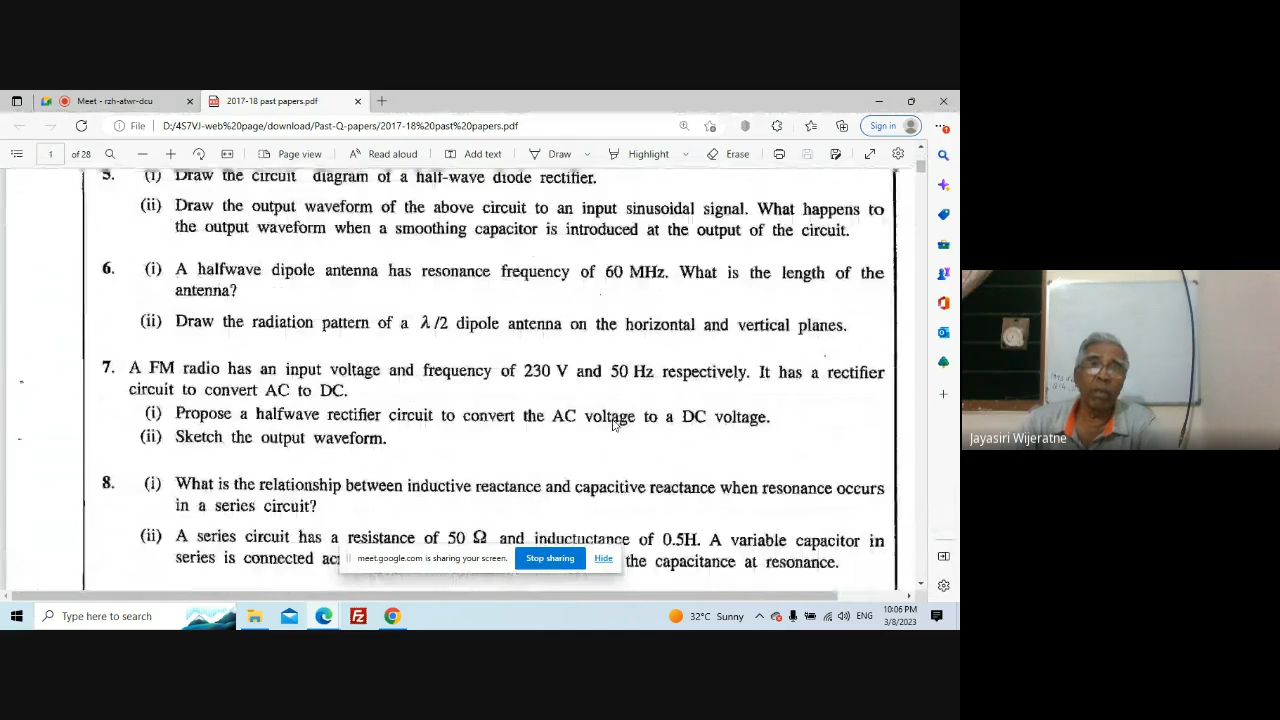 Meet - rzh-atwr-dcu
2017-18 past papers.pdf
File D:/4S7VJ-web%20page/download/Past-Q-papers/2017-18%20past%20papers.pdf
Sign in
1 of 28
Page view
Read aloud
Add text
Draw
Highlight
Erase
5. (i) Draw the circuit diagram of a half-wave diode rectifier.
(ii) Draw the output waveform of the above circuit to an input sinusoidal signal. What happens to
the output waveform when a smoothing capacitor is introduced at the output of the circuit.
6. (i) A halfwave dipole antenna has resonance frequency of 60 MHz. What is the length of the
antenna?
(ii) Draw the radiation pattern of a λ/2 dipole antenna on the horizontal and vertical planes.
7. A FM radio has an input voltage and frequency of 230 V and 50 Hz respectively. It has a rectifier
circuit to convert AC to DC.
(i) Propose a halfwave rectifier circuit to convert the AC voltage to a DC voltage.
(ii) Sketch the output waveform.
8. (i) What is the relationship between inductive reactance and capacitive reactance when resonance occurs
in a series circuit?
(ii) A series circuit has a resistance of 50 Ω and inductuctance of 0.5H. A variable capacitor in
series is connected the capacitance at resonance.
meet.google.com is sharing your screen. Stop sharing Hide
Jayasiri Wijeratne
Type here to search
32°C Sunny
ENG
10:06 PM
3/8/2023